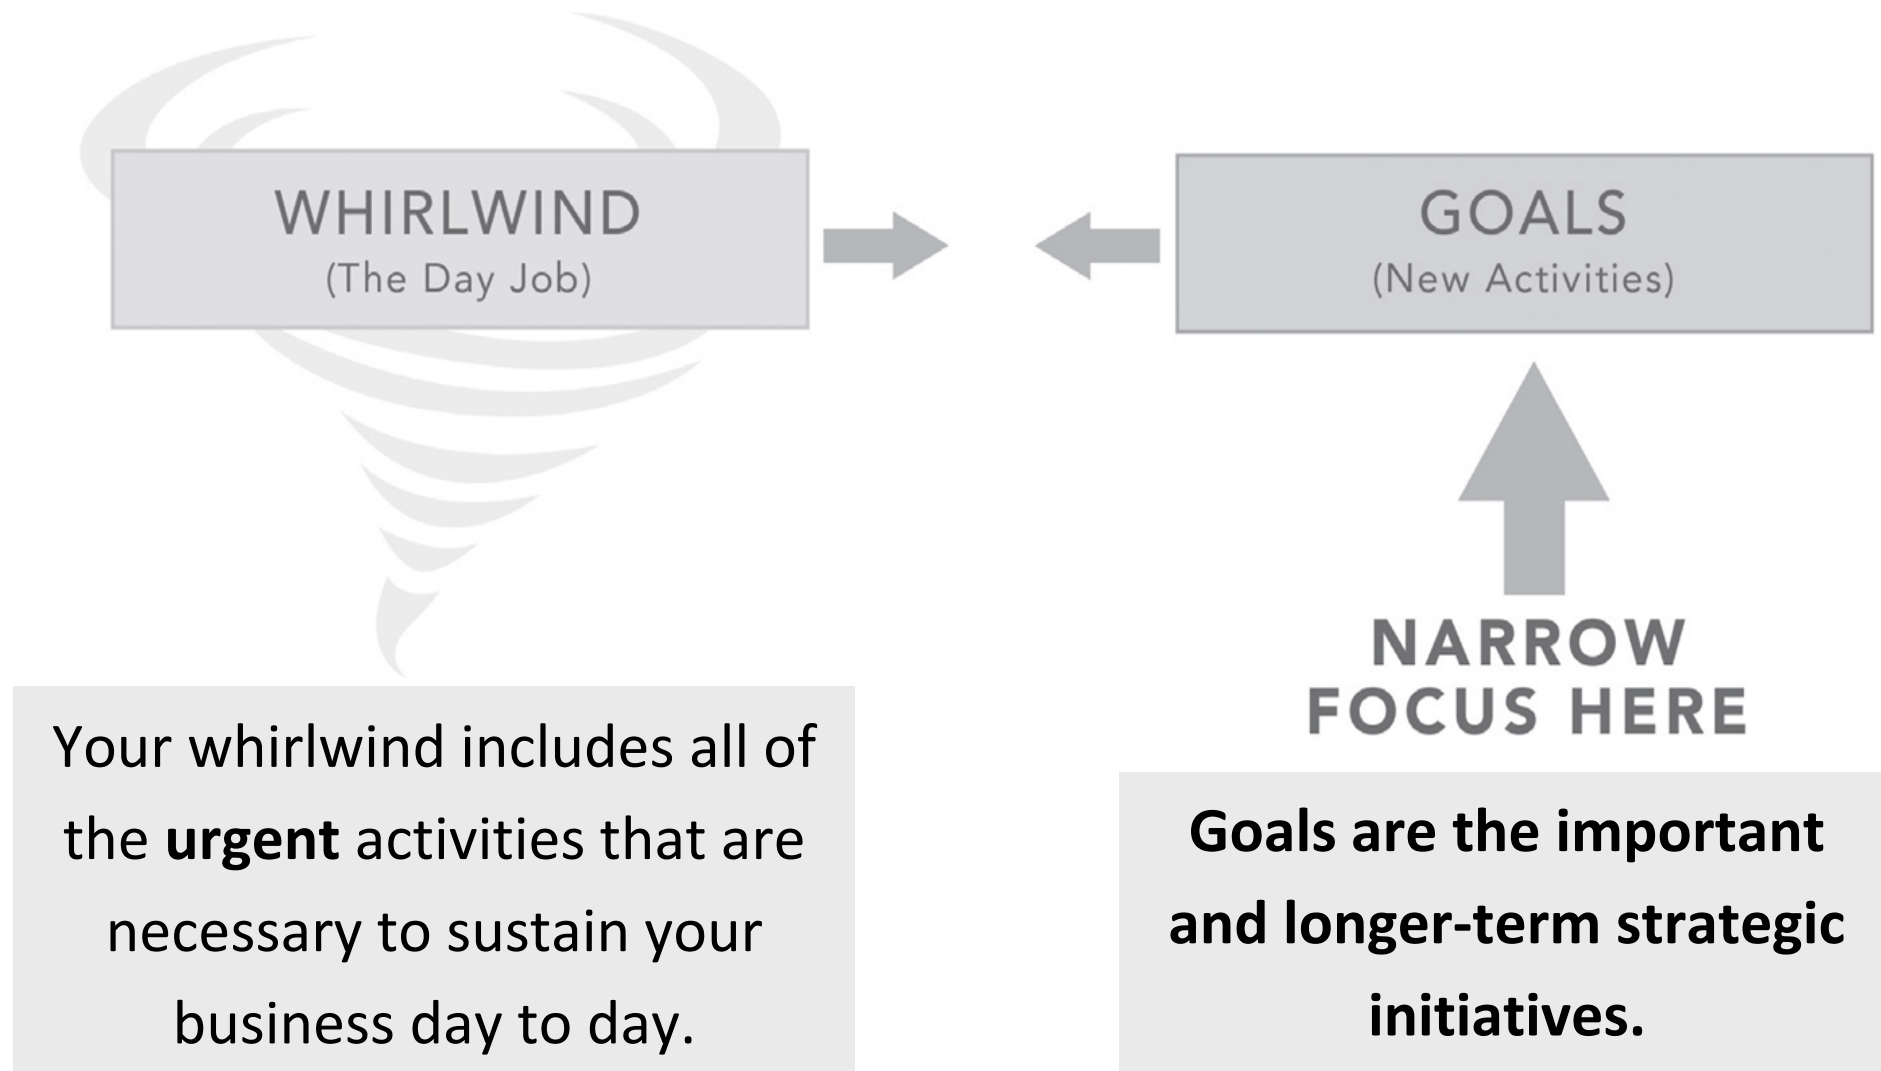 WHIRLWIND
(The Day Job)
GOALS
(New Activities)
NARROW
FOCUS HERE
Your whirlwind includes all of
the urgent activities that are
necessary to sustain your
business day to day.
Goals are the important
and longer-term strategic
initiatives.